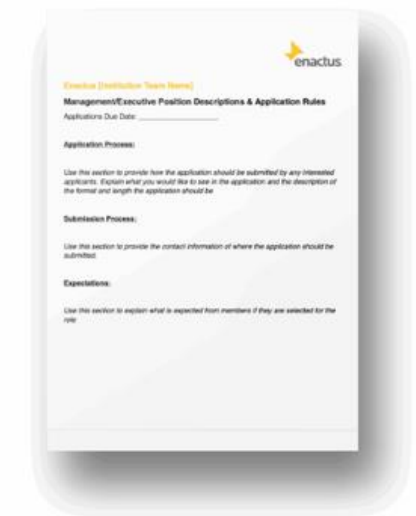 enactus
Enactus [Institution Team Name]
Management/Executive Position Descriptions & Application Rules
Applications Due Date: ____________________
Application Process:
Use this section to provide how the application should be submitted by any interested
applicants. Explain what you would like to see in the application and the description of
the format and length the application should be
Submission Process:
Use this section to provide the contact information of where the application should be
submitted.
Expectations:
Use this section to explain what is expected from members if they are selected for the
role